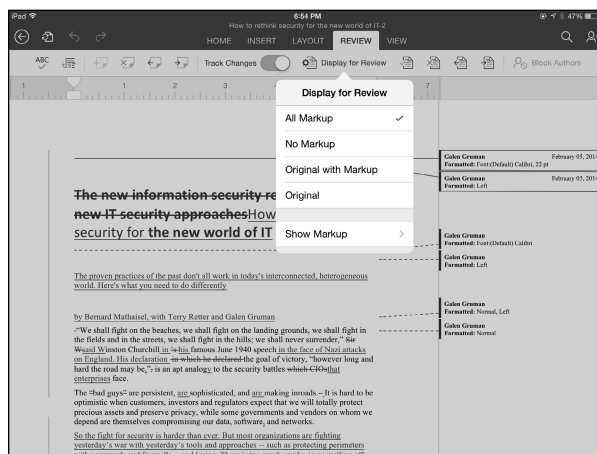 iPad
6:54 PM
47%
How to rethink security for the new world of IT-2
HOME INSERT LAYOUT REVIEW VIEW
ABC
Track Changes
Display for Review
Block Authors
1 1 2 3 7
Display for Review
All Markup
No Markup
Original with Markup
Original
Show Markup
Galen Gruman February 05, 201
Formatted: Font:(Default) Calibri, 22 pt
Galen Gruman February 05, 201
Formatted: Left
The new information security re
new IT security approachesHow
security for the new world of IT
Galen Gruman
Formatted: Font:(Default) Calibri
Galen Gruman
Formatted: Left
The proven practices of the past don't all work in today's interconnected, heterogeneous
world. Here's what you need to do differently
Galen Gruman
Formatted: Normal, Left
by Bernard Mathaisel, with Terry Retter and Galen Gruman
Galen Gruman
Formatted: Normal
"We shall fight on the beaches, we shall fight on the landing grounds, we shall fight in
the fields and in the streets, we shall fight in the hills; we shall never surrender," Sir
Wsaid Winston Churchill in 's his famous June 1940 speech in the face of Nazi attacks
on England. His declaration in which he declared the goal of victory, "however long and
hard the road may be,", is an apt analogy to the security battles which CIOsthat
enterprises face.
The "bad guys" are persistent, are sophisticated, and are making inroads. It is hard to be
optimistic when customers, investors and regulators expect that we will totally protect
precious assets and preserve privacy, while some governments and vendors on whom we
depend are themselves compromising our data, software, and networks.
So the fight for security is harder than ever. But most organizations are fighting
yesterday's war with yesterday's tools and approaches -- such as protecting perimeters